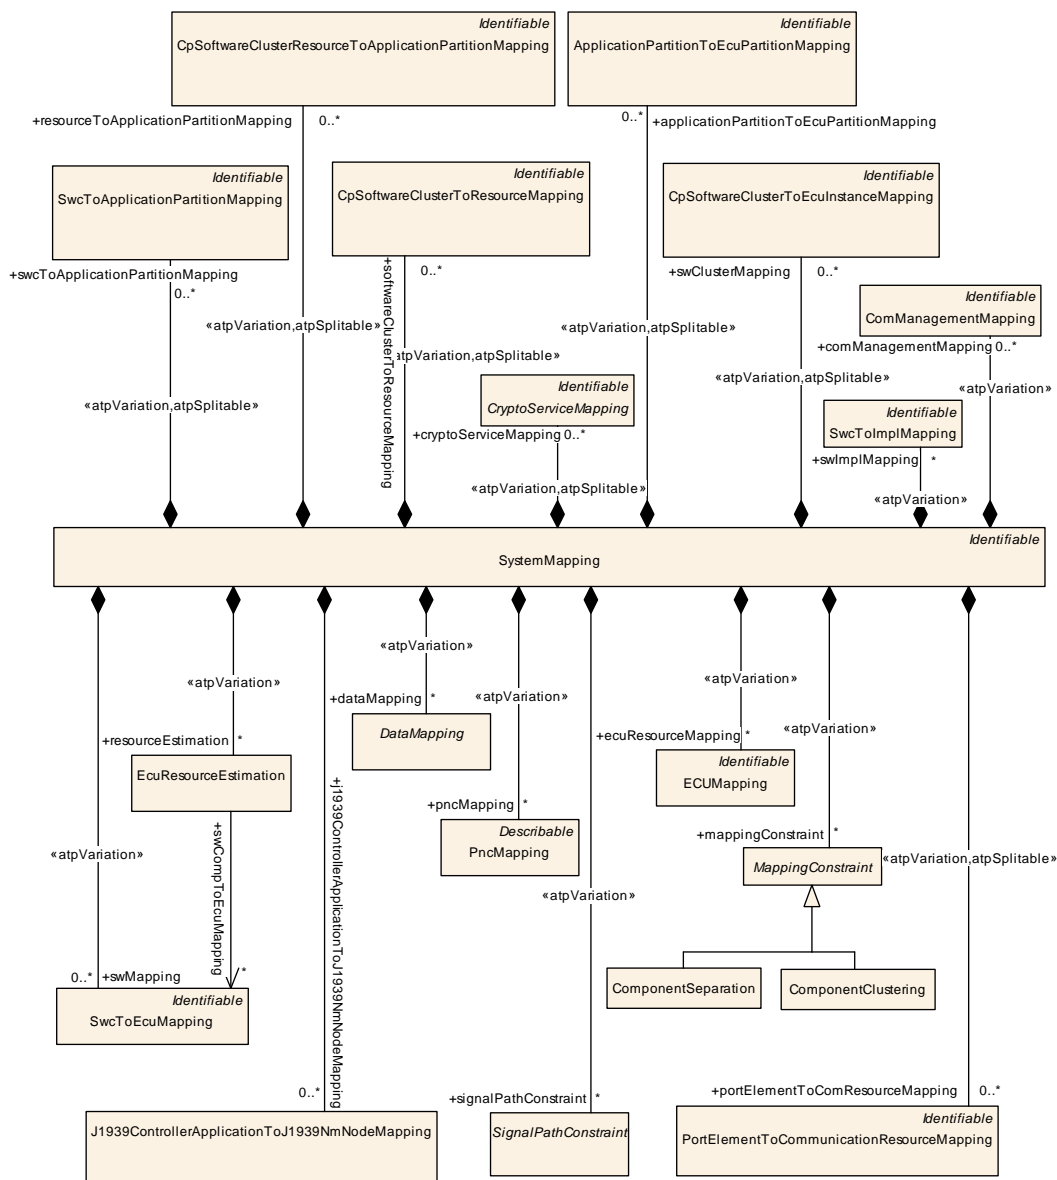 Identifiable
CpSoftwareClusterResourceToApplicationPartitionMapping
Identifiable
ApplicationPartitionToEcuPartitionMapping
+resourceToApplicationPartitionMapping
0..*
0..*
+applicationPartitionToEcuPartitionMapping
Identifiable
SwcToApplicationPartitionMapping
Identifiable
CpSoftwareClusterToResourceMapping
Identifiable
CpSoftwareClusterToEcuInstanceMapping
+swcToApplicationPartitionMapping
0..*
+softwareClusterToResourceMapping
0..*
+swClusterMapping
0..*
Identifiable
ComManagementMapping
+comManagementMapping
0..*
«atpVariation,atpSplitable»
«atpVariation,atpSplitable»
atpVariation,atpSplitable»
Identifiable
CryptoServiceMapping
«atpVariation,atpSplitable»
«atpVariation»
«atpVariation,atpSplitable»
+cryptoServiceMapping
0..*
Identifiable
SwcToImplMapping
+swImplMapping
*
«atpVariation,atpSplitable»
«atpVariation»
Identifiable
SystemMapping
«atpVariation»
«atpVariation»
«atpVariation»
«atpVariation»
+dataMapping
*
DataMapping
+resourceEstimation
*
EcuResourceEstimation
+ecuResourceMapping
*
Identifiable
ECUMapping
«atpVariation»
+pncMapping
*
Describable
PncMapping
+mappingConstraint
*
MappingConstraint
«atpVariation»
+swCompToEcuMapping
*
+j1939ControllerApplicationToJ1939NmNodeMapping
«atpVariation,atpSplitable»
«atpVariation»
0..*
+swMapping
Identifiable
SwcToEcuMapping
ComponentSeparation
ComponentClustering
0..*
J1939ControllerApplicationToJ1939NmNodeMapping
+signalPathConstraint
*
SignalPathConstraint
+portElementToComResourceMapping
0..*
Identifiable
PortElementToCommunicationResourceMapping